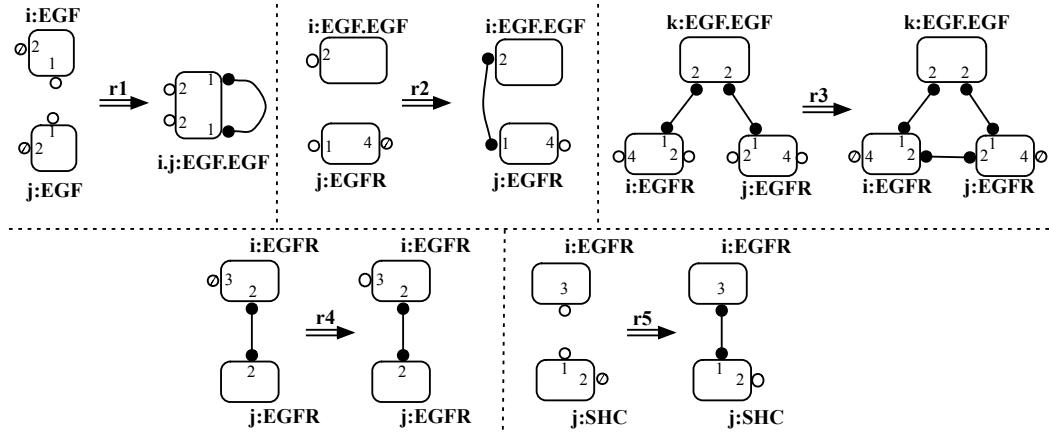 i:EGF
2
1
r1
1
2
j:EGF
2
1
2
1
i.j:EGF.EGF
i:EGF.EGF
2
r2
1
4
j:EGFR
i:EGF.EGF
2
1
4
j:EGFR
k:EGF.EGF
2 2
r3
1
4 2
i:EGFR
1
2 4
j:EGFR
k:EGF.EGF
2 2
1
4 2
i:EGFR
1
2 4
j:EGFR
i:EGFR
3 2
r4
2
j:EGFR
i:EGFR
3 2
2
j:EGFR
i:EGFR
3
r5
1
2
j:SHC
i:EGFR
3
1
2
j:SHC